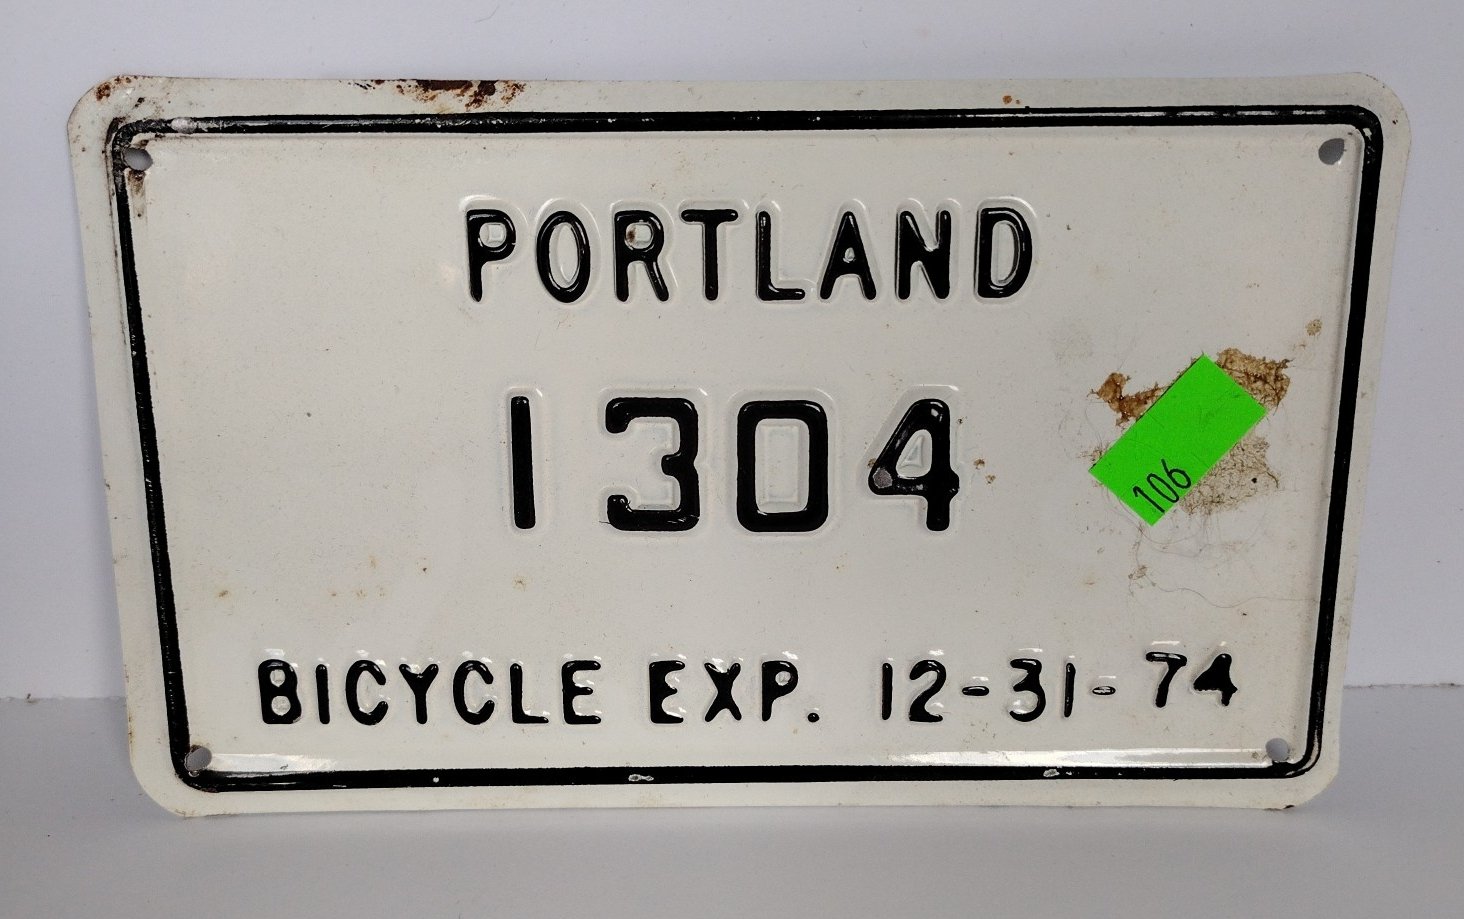 PORTLAND
1304
106
BICYCLE EXP. 12-31-74